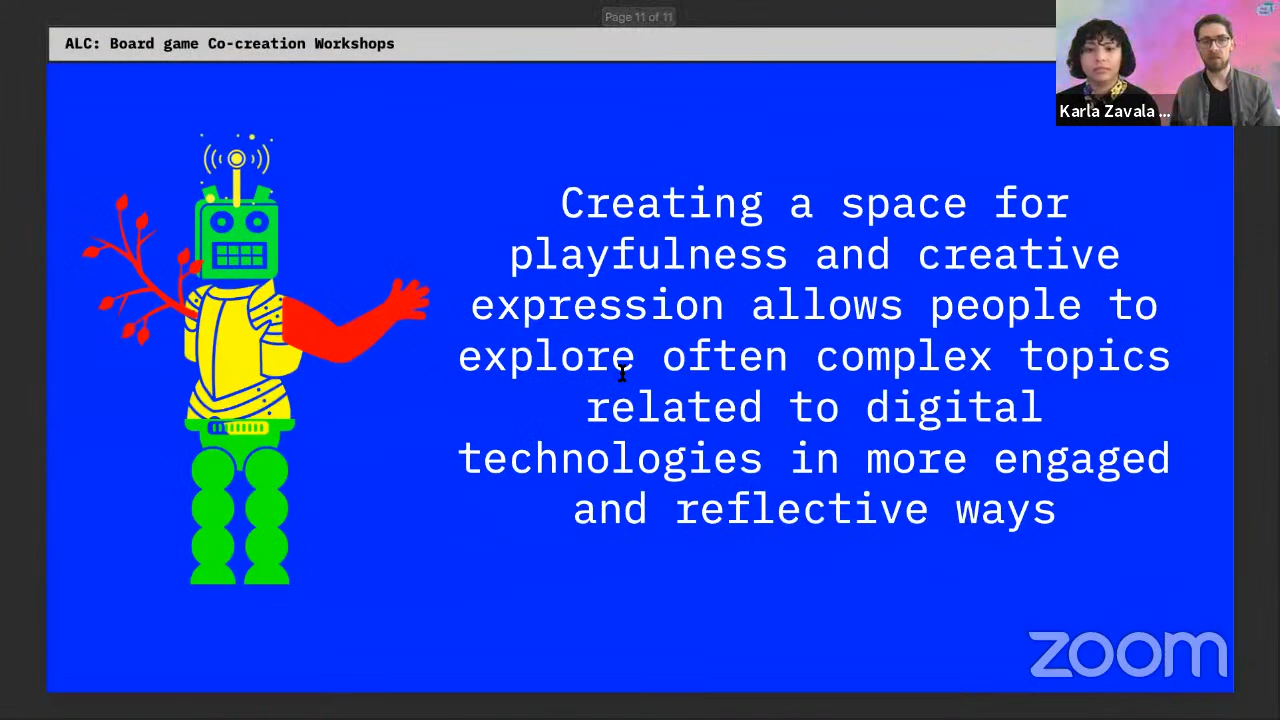 Page 11 of 11
ALC: Board game Co-creation Workshops
Karla Zavala ...
Creating a space for
playfulness and creative
expression allows people to
explore often complex topics
related to digital
technologies in more engaged
and reflective ways
zoom